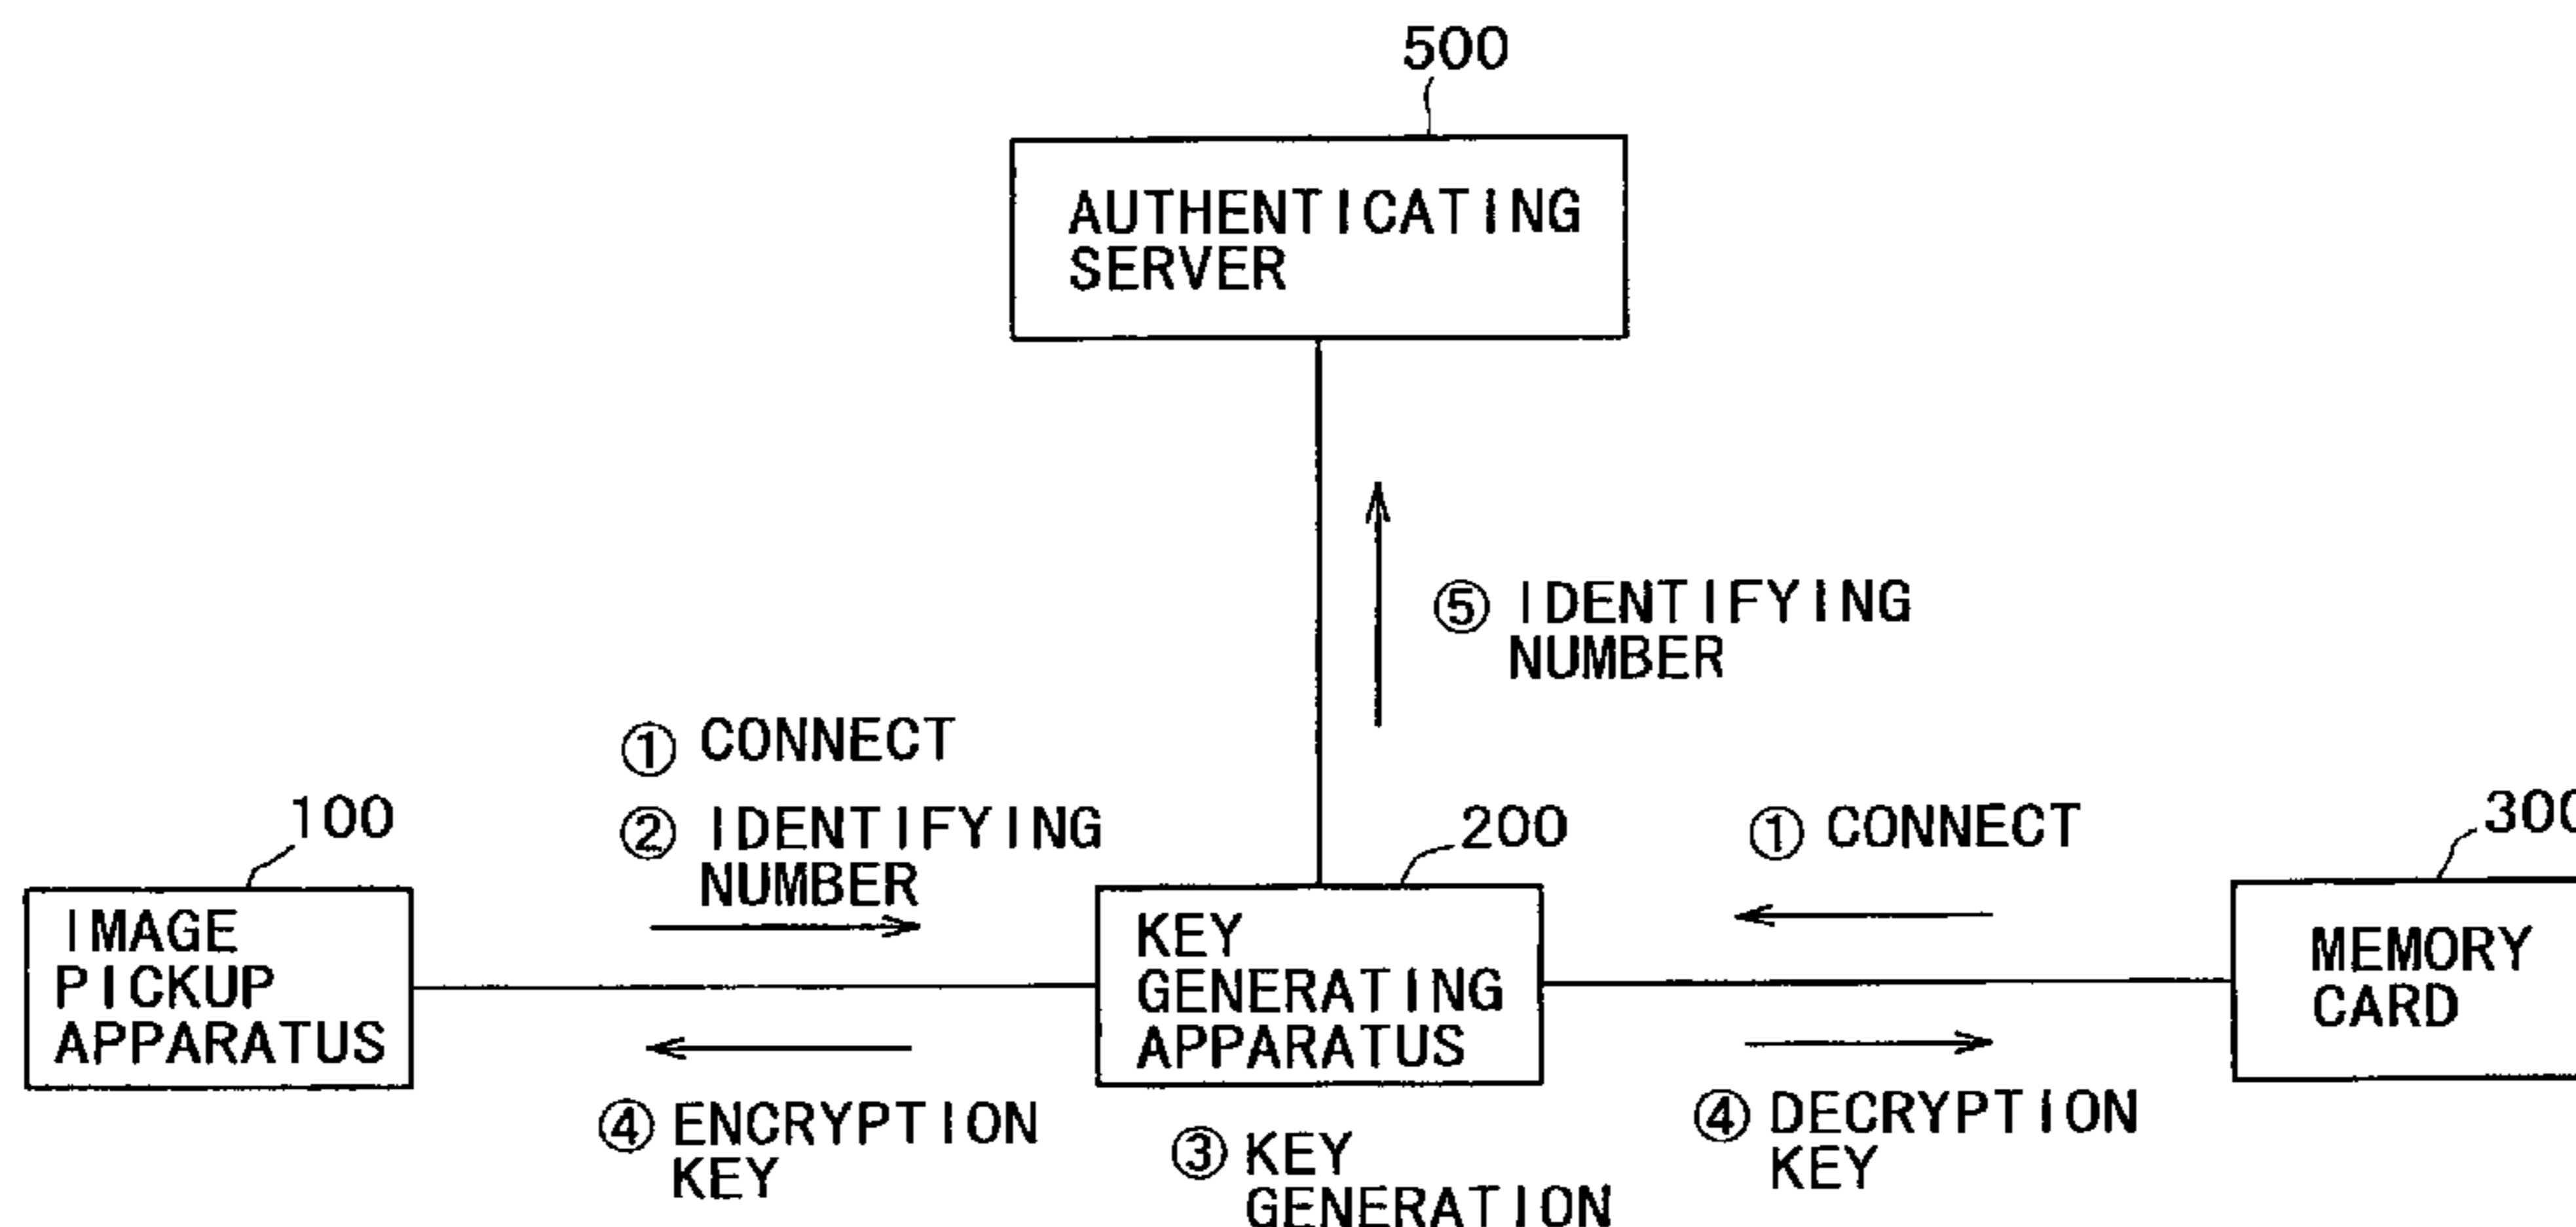 500
AUTHENTICATING
SERVER
⑤ IDENTIFYING
NUMBER
① CONNECT
② IDENTIFYING
NUMBER
100
200
① CONNECT
300
IMAGE
PICKUP
APPARATUS
KEY
GENERATING
APPARATUS
MEMORY
CARD
④ ENCRYPTION
KEY
③ KEY
GENERATION
④ DECRYPTION
KEY